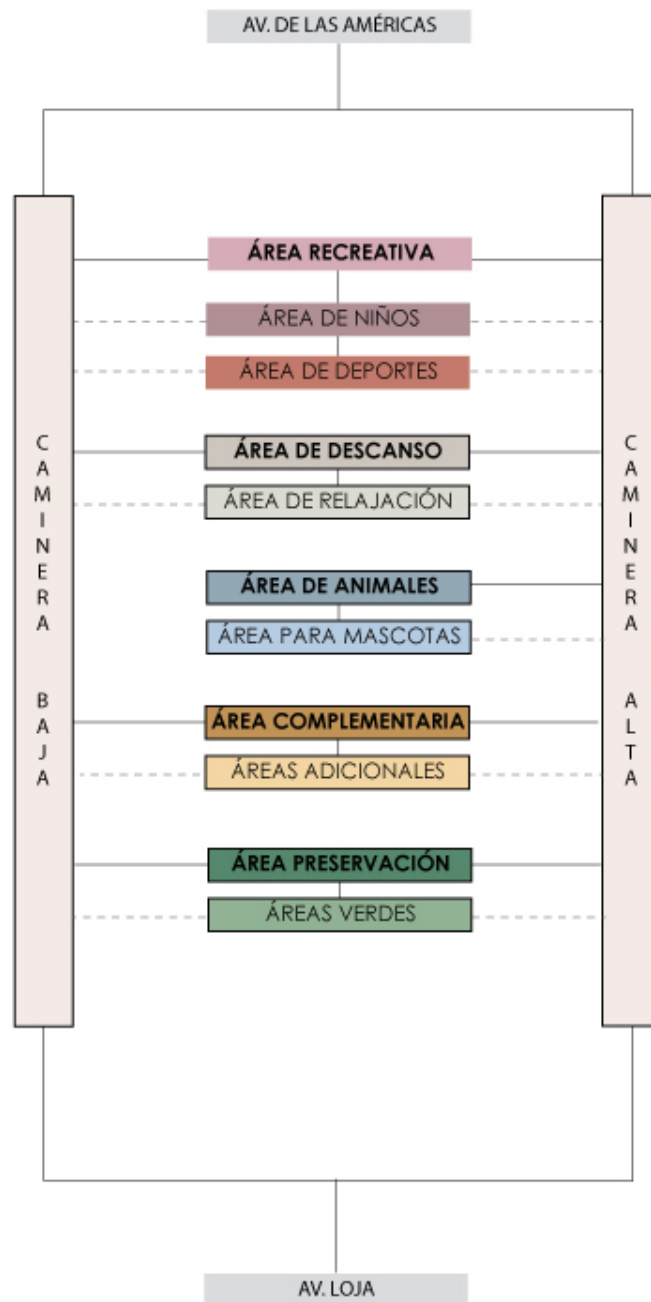 AV. DE LAS AMÉRICAS
ÁREA RECREATIVA
ÁREA DE NIÑOS
ÁREA DE DEPORTES
CAMINERA BAJA
ÁREA DE DESCANSO
ÁREA DE RELAJACIÓN
ÁREA DE ANIMALES
ÁREA PARA MASCOTAS
ÁREA COMPLEMENTARIA
ÁREAS ADICIONALES
ÁREA PRESERVACIÓN
ÁREAS VERDES
CAMINERA ALTA
AV. LOJA